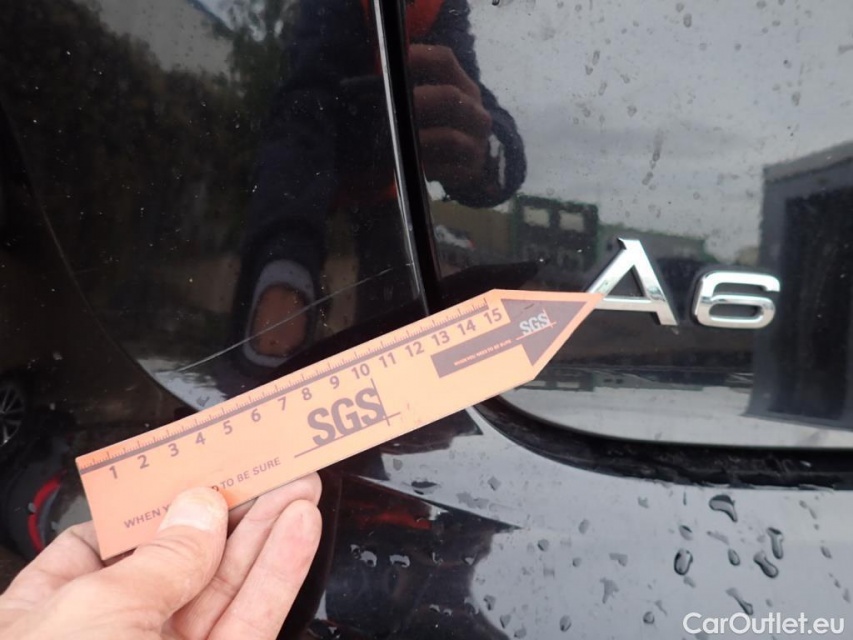 A6
SGS
1 2 3 4 5 6 7 8 9 10 11 12 13 14 15
SGS
WHEN Y TO BE SURE
CarOutlet.eu